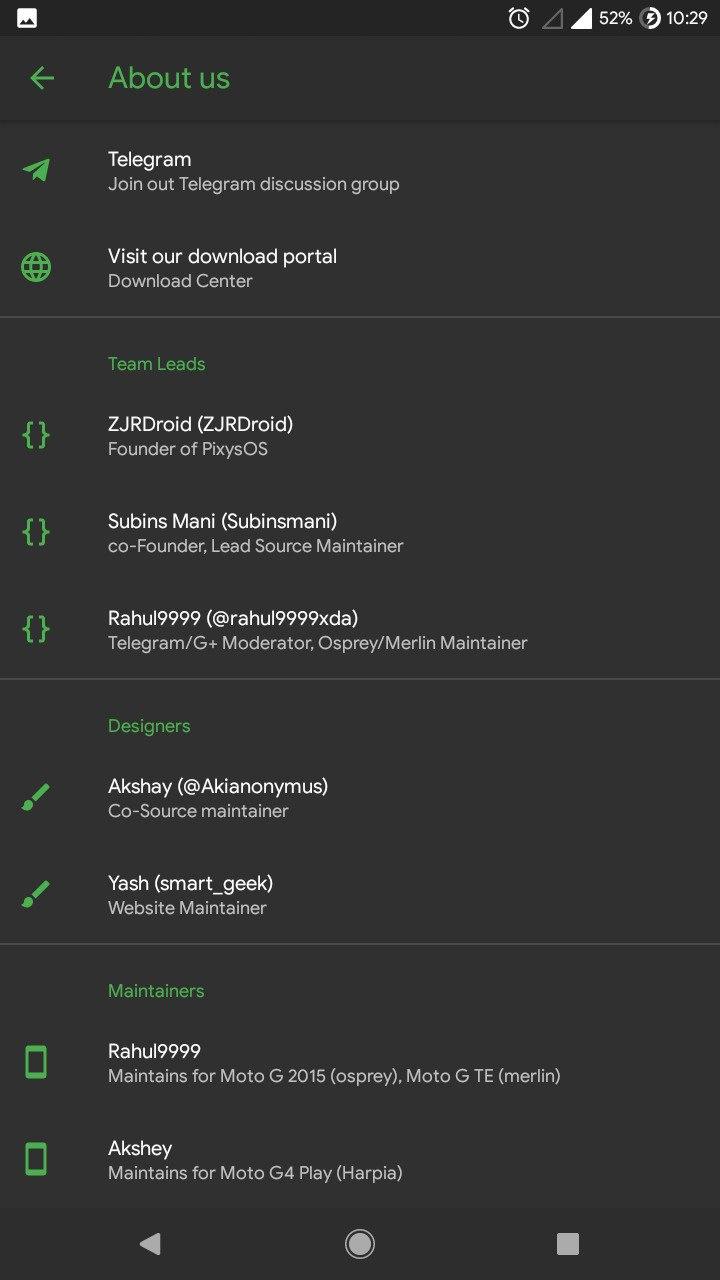 52% 10:29
About us
Telegram
Join out Telegram discussion group
Visit our download portal
Download Center
Team Leads
{} ZJRDroid (ZJRDroid)
Founder of PixysOS
{} Subins Mani (Subinsmani)
co-Founder, Lead Source Maintainer
{} Rahul9999 (@rahul9999xda)
Telegram/G+ Moderator, Osprey/Merlin Maintainer
Designers
Akshay (@Akianonymus)
Co-Source maintainer
Yash (smart_geek)
Website Maintainer
Maintainers
Rahul9999
Maintains for Moto G 2015 (osprey), Moto G TE (merlin)
Akshey
Maintains for Moto G4 Play (Harpia)